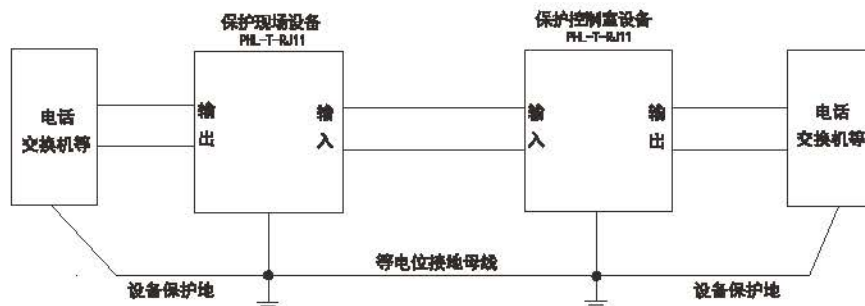 保护现场设备
PHL-T-RJ11
保护控制室设备
PHL-T-RJ11
电话
交换机等
输出
输入
输入
输出
电话
交换机等
等电位接地母线
设备保护地
设备保护地